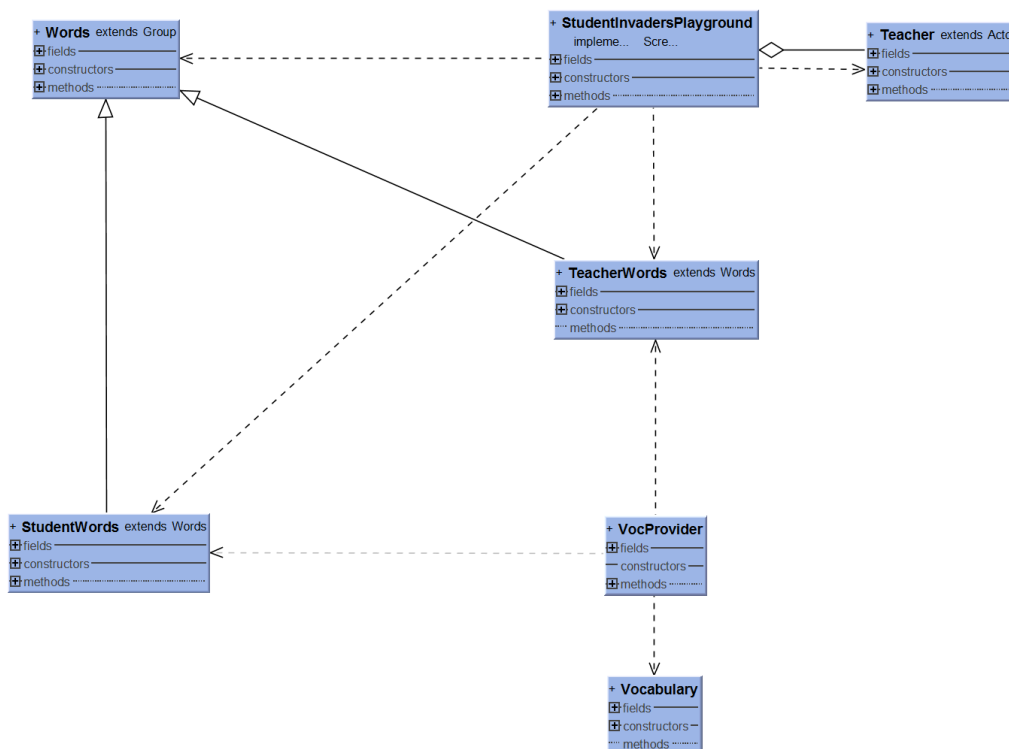 + Words extends Group
fields
constructors
methods
+ StudentInvadersPlayground
impleme... Scre...
fields
constructors
methods
+ Teacher extends Acto
fields
constructors
methods
+ TeacherWords extends Words
fields
constructors
methods
+ StudentWords extends Words
fields
constructors
methods
+ VocProvider
fields
constructors
methods
+ Vocabulary
fields
constructors
methods